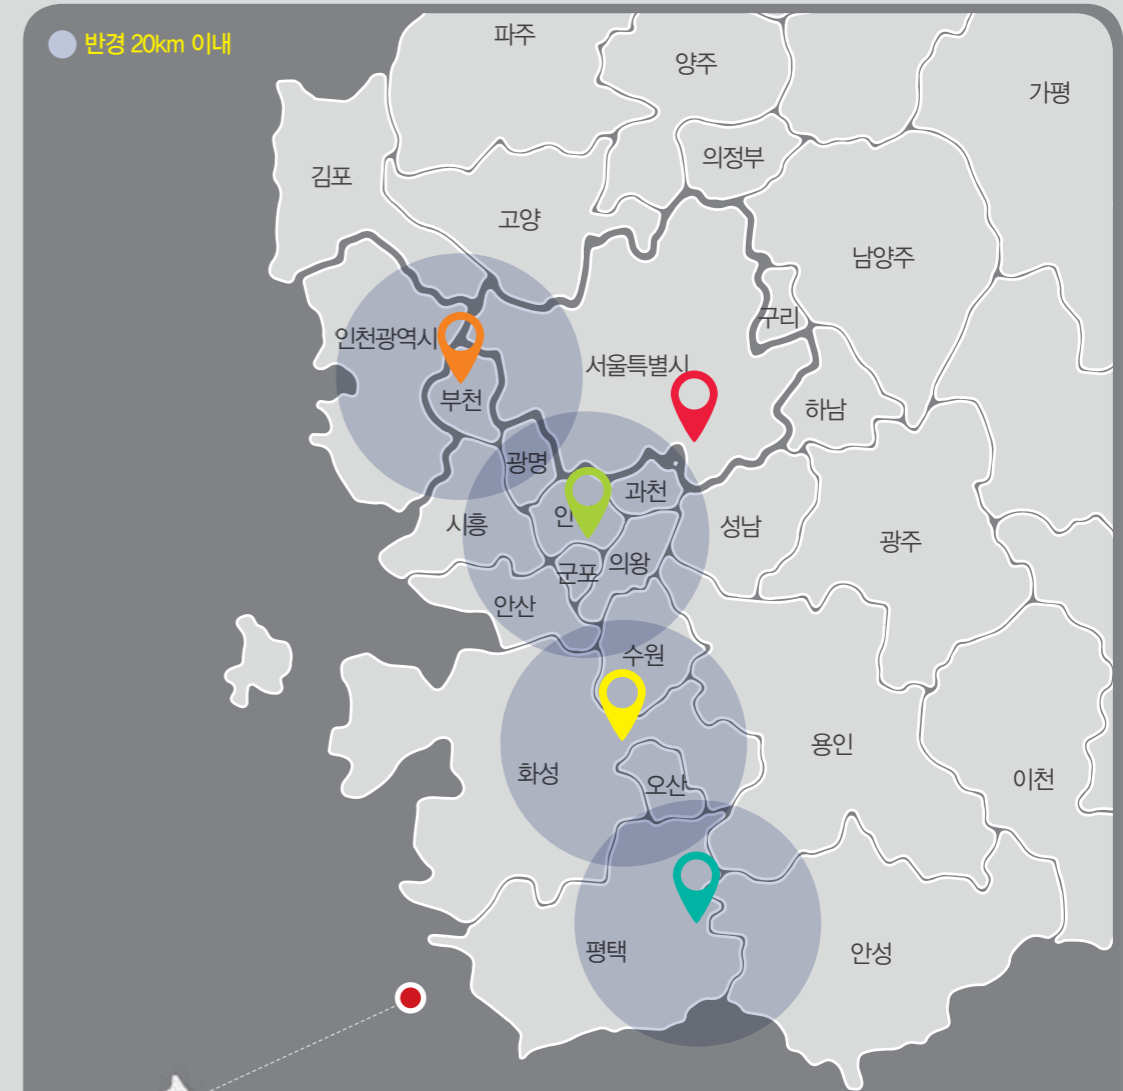 반경 20km 이내
파주
양주
가평
의정부
김포
고양
남양주
구리
인천광역시
서울특별시
부천
하남
광명
과천
안
시흥
성남
광주
의왕
군포
안산
수원
용인
화성
오산
이천
평택
안성